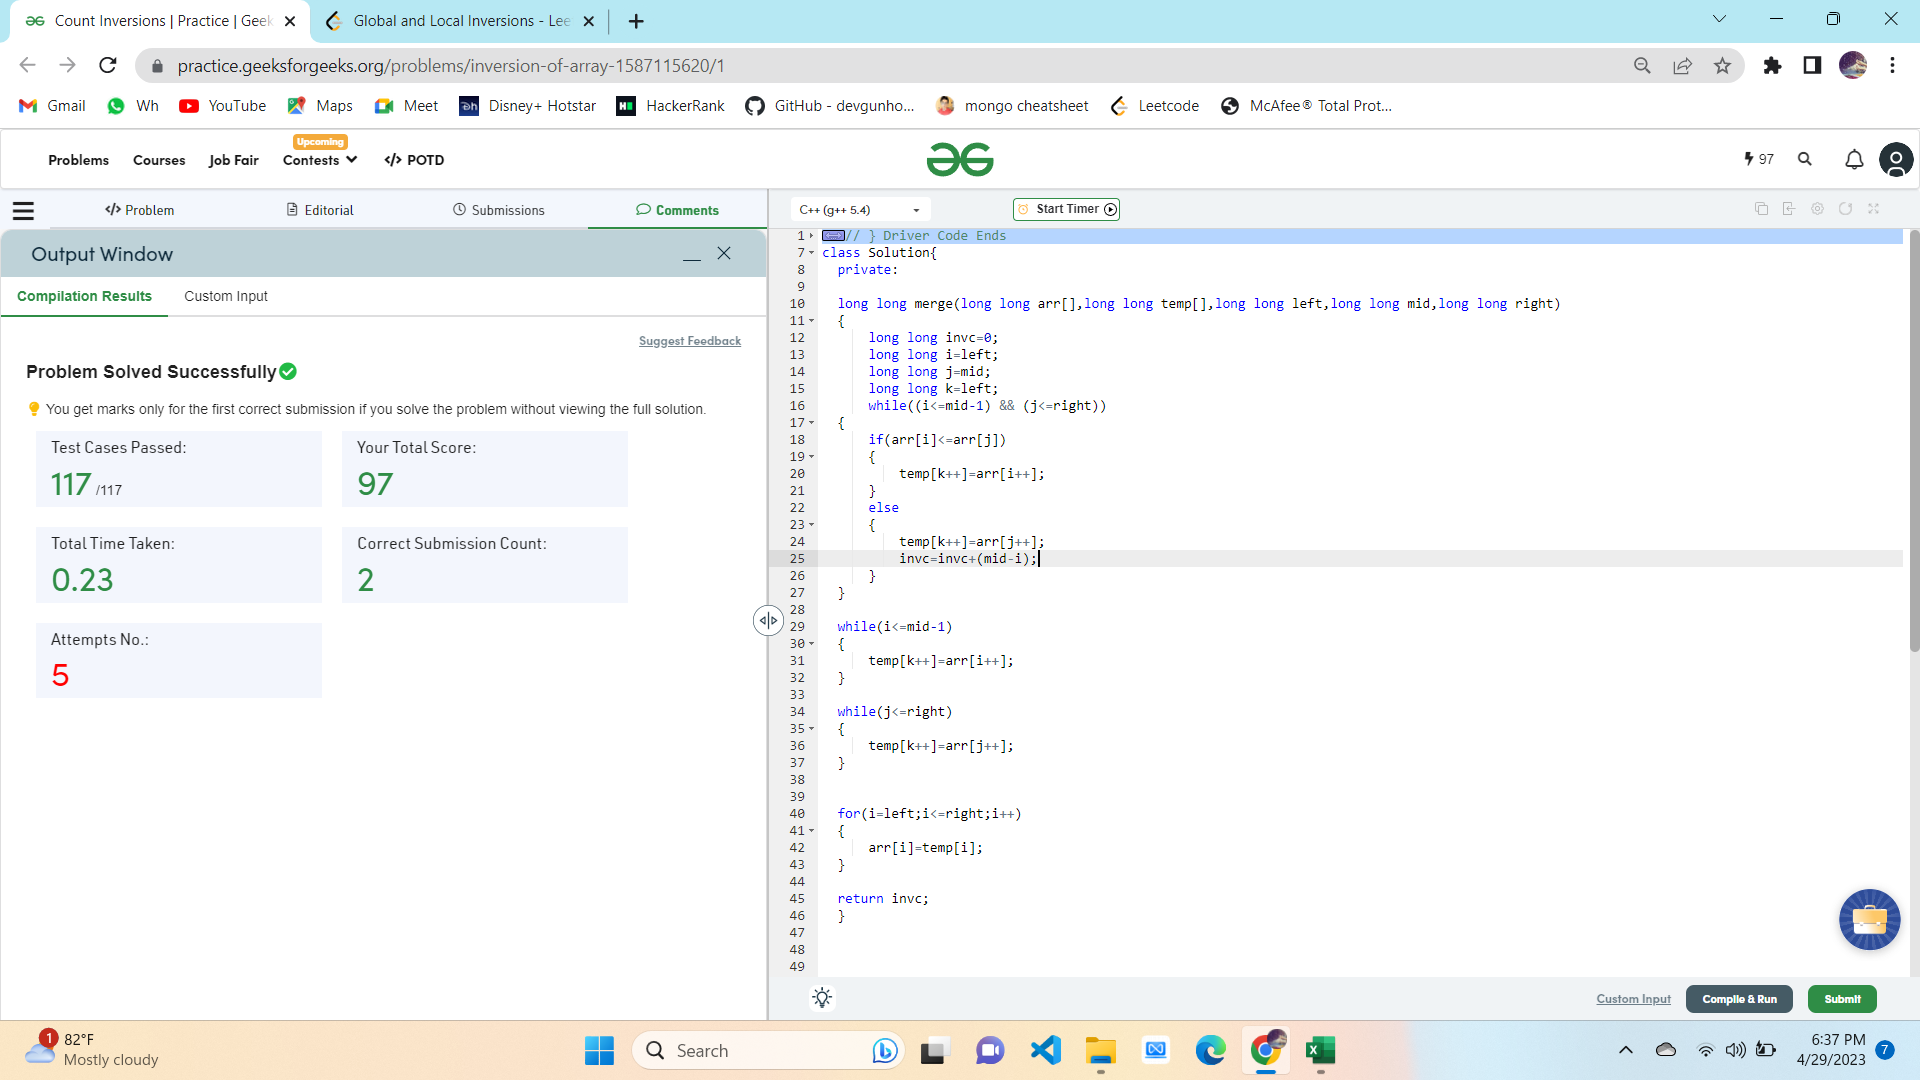 Count Inversions | Practice | Geek
Global and Local Inversions - Lee
practice.geeksforgeeks.org/problems/inversion-of-array-1587115620/1
Gmail
Wh
YouTube
Maps
Meet
Disney+ Hotstar
HackerRank
GitHub - devgunho...
mongo cheatsheet
Leetcode
McAfee® Total Prot...
Problems
Courses
Job Fair
Upcoming
Contests
</> POTD
97
</> Problem
Editorial
Submissions
Comments
C++ (g++ 5.4)
Start Timer
Output Window
Compilation Results
Custom Input
Suggest Feedback
Problem Solved Successfully
You get marks only for the first correct submission if you solve the problem without viewing the full solution.
Test Cases Passed:
117 /117
Your Total Score:
97
Total Time Taken:
0.23
Correct Submission Count:
2
Attempts No.:
5
1 // } Driver Code Ends
7 class Solution{
8 private:
9
10 long long merge(long long arr[],long long temp[],long long left,long long mid,long long right)
11 {
12 long long invc=0;
13 long long i=left;
14 long long j=mid;
15 long long k=left;
16 while((i<=mid-1) && (j<=right))
17 {
18 if(arr[i]<=arr[j])
19 {
20 temp[k++]=arr[i++];
21 }
22 else
23 {
24 temp[k++]=arr[j++];
25 invc=invc+(mid-i);
26 }
27 }
28
29 while(i<=mid-1)
30 {
31 temp[k++]=arr[i++];
32 }
33
34 while(j<=right)
35 {
36 temp[k++]=arr[j++];
37 }
38
39
40 for(i=left;i<=right;i++)
41 {
42 arr[i]=temp[i];
43 }
44
45 return invc;
46 }
47
48
49
Custom Input
Compile & Run
Submit
1
82°F
Mostly cloudy
Search
6:37 PM
4/29/2023
7